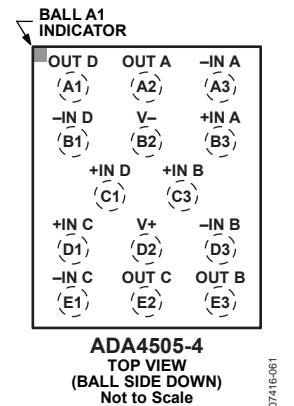 BALL A1
INDICATOR
OUT D OUT A –IN A
A1 A2 A3
–IN D V– +IN A
B1 B2 B3
+IN D +IN B
C1 C3
+IN C V+ –IN B
D1 D2 D3
–IN C OUT C OUT B
E1 E2 E3
ADA4505-4
TOP VIEW
(BALL SIDE DOWN)
Not to Scale
07416-061